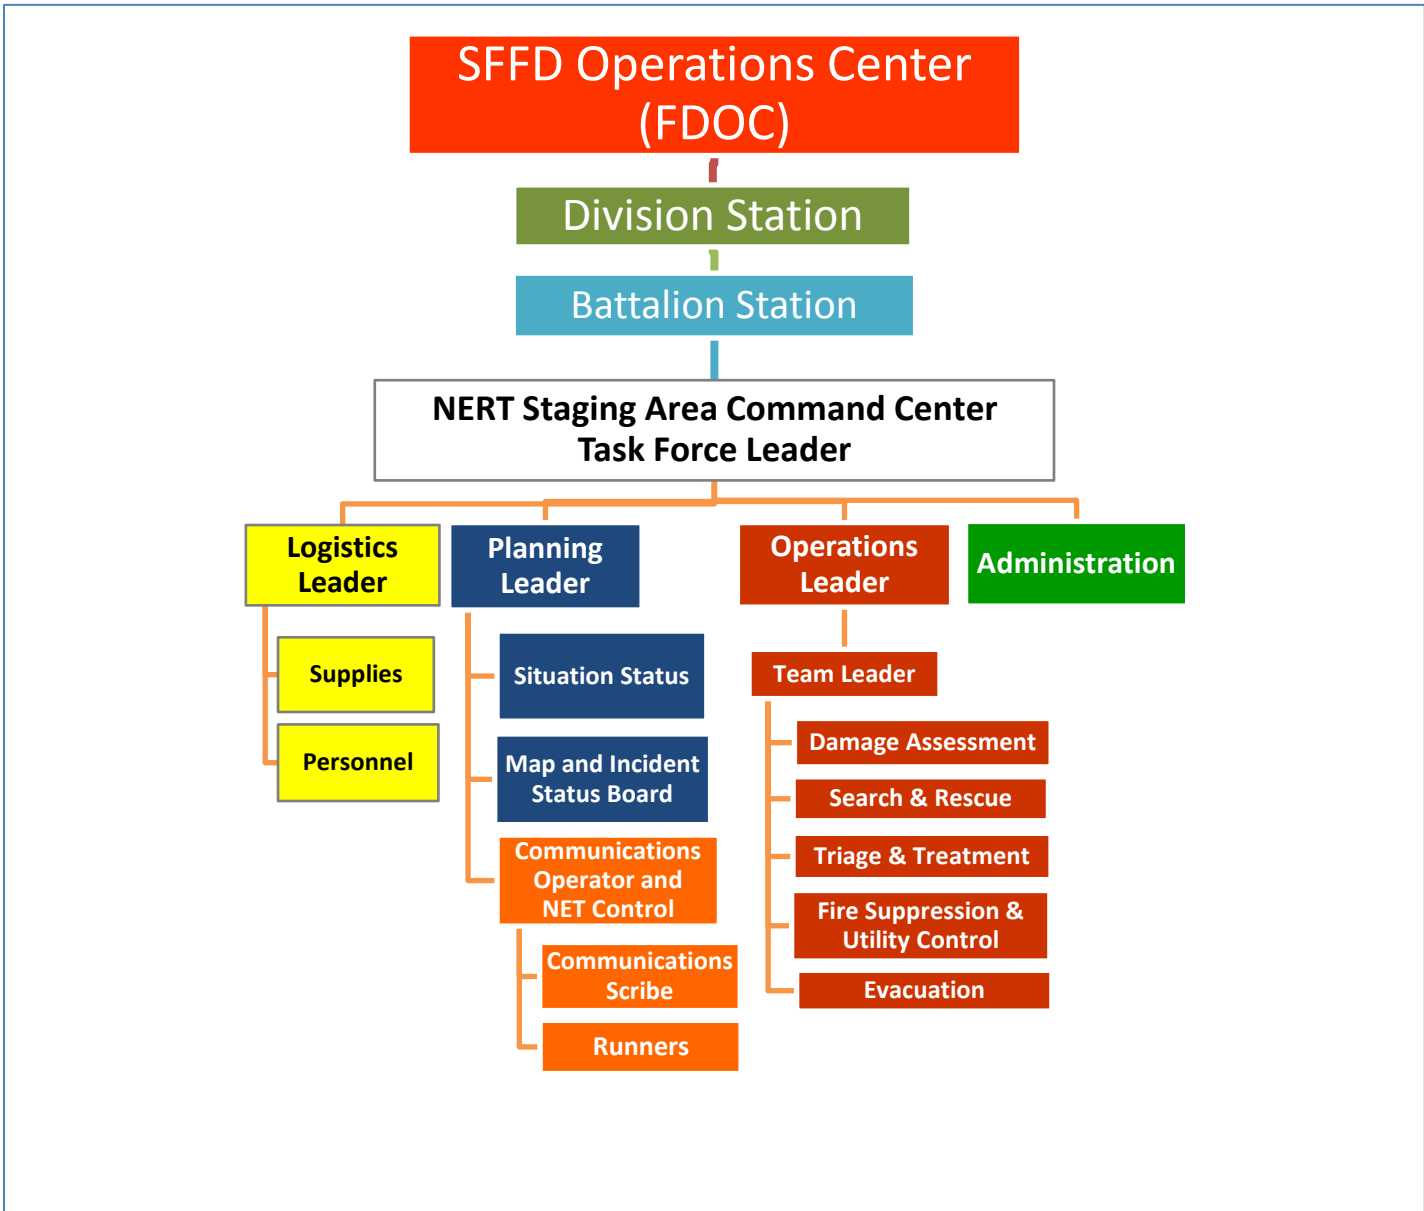 SFFD Operations Center
(FDOC)
Division Station
Battalion Station
NERT Staging Area Command Center
Task Force Leader
Logistics
Leader
Supplies
Personnel
Planning
Leader
Situation Status
Map and Incident
Status Board
Communications
Operator and
NET Control
Communications
Scribe
Runners
Operations
Leader
Team Leader
Damage Assessment
Search & Rescue
Triage & Treatment
Fire Suppression &
Utility Control
Evacuation
Administration